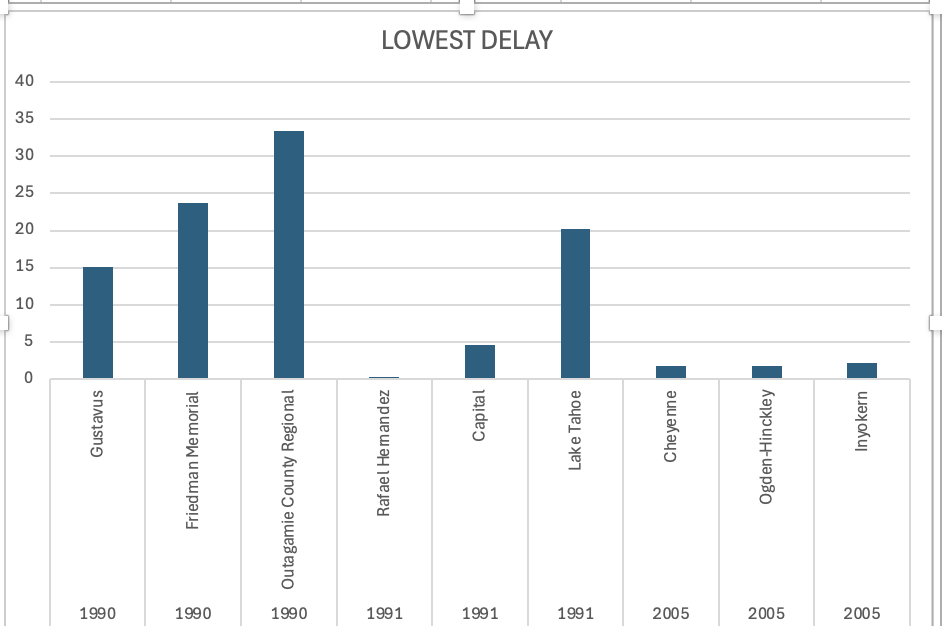 LOWEST DELAY
40
35
30
25
20
15
10
5
0
Gustavus
Friedman Memorial
Outagamie County Regional
Rafael Hernandez
Capital
Lake Tahoe
Cheyenne
Ogden-Hinckley
Inyokern
1990 1990 1990 1991 1991 1991 2005 2005 2005